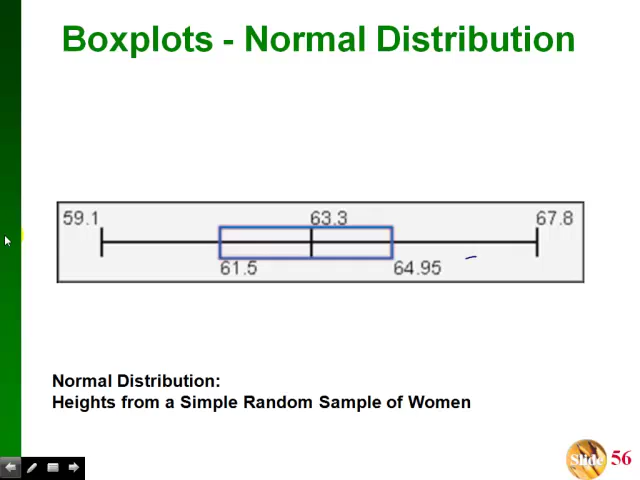 Boxplots - Normal Distribution
59.1 63.3 67.8
61.5 64.95
Normal Distribution:
Heights from a Simple Random Sample of Women
Slide 56